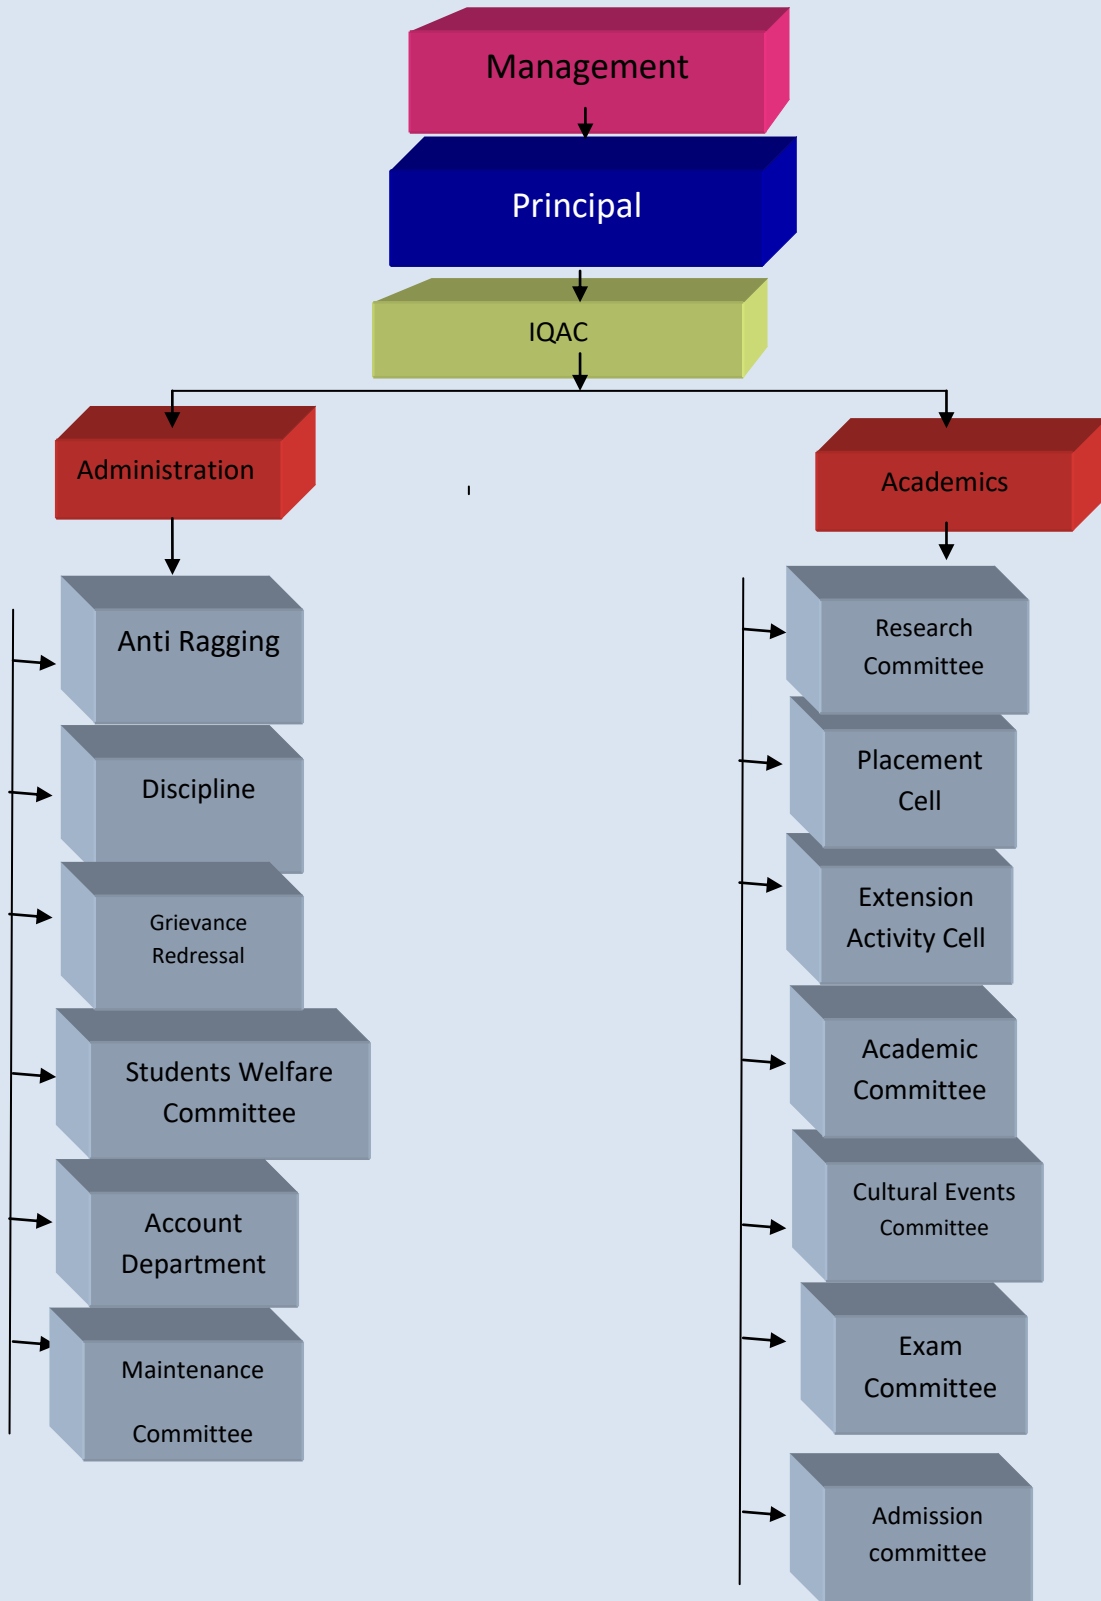 Management
Principal
IQAC
Administration
Anti Ragging
Discipline
Grievance
Redressal
Students Welfare
Committee
Account
Department
Maintenance
Committee
Academics
Research
Committee
Placement
Cell
Extension
Activity Cell
Academic
Committee
Cultural Events
Committee
Exam
Committee
Admission
committee